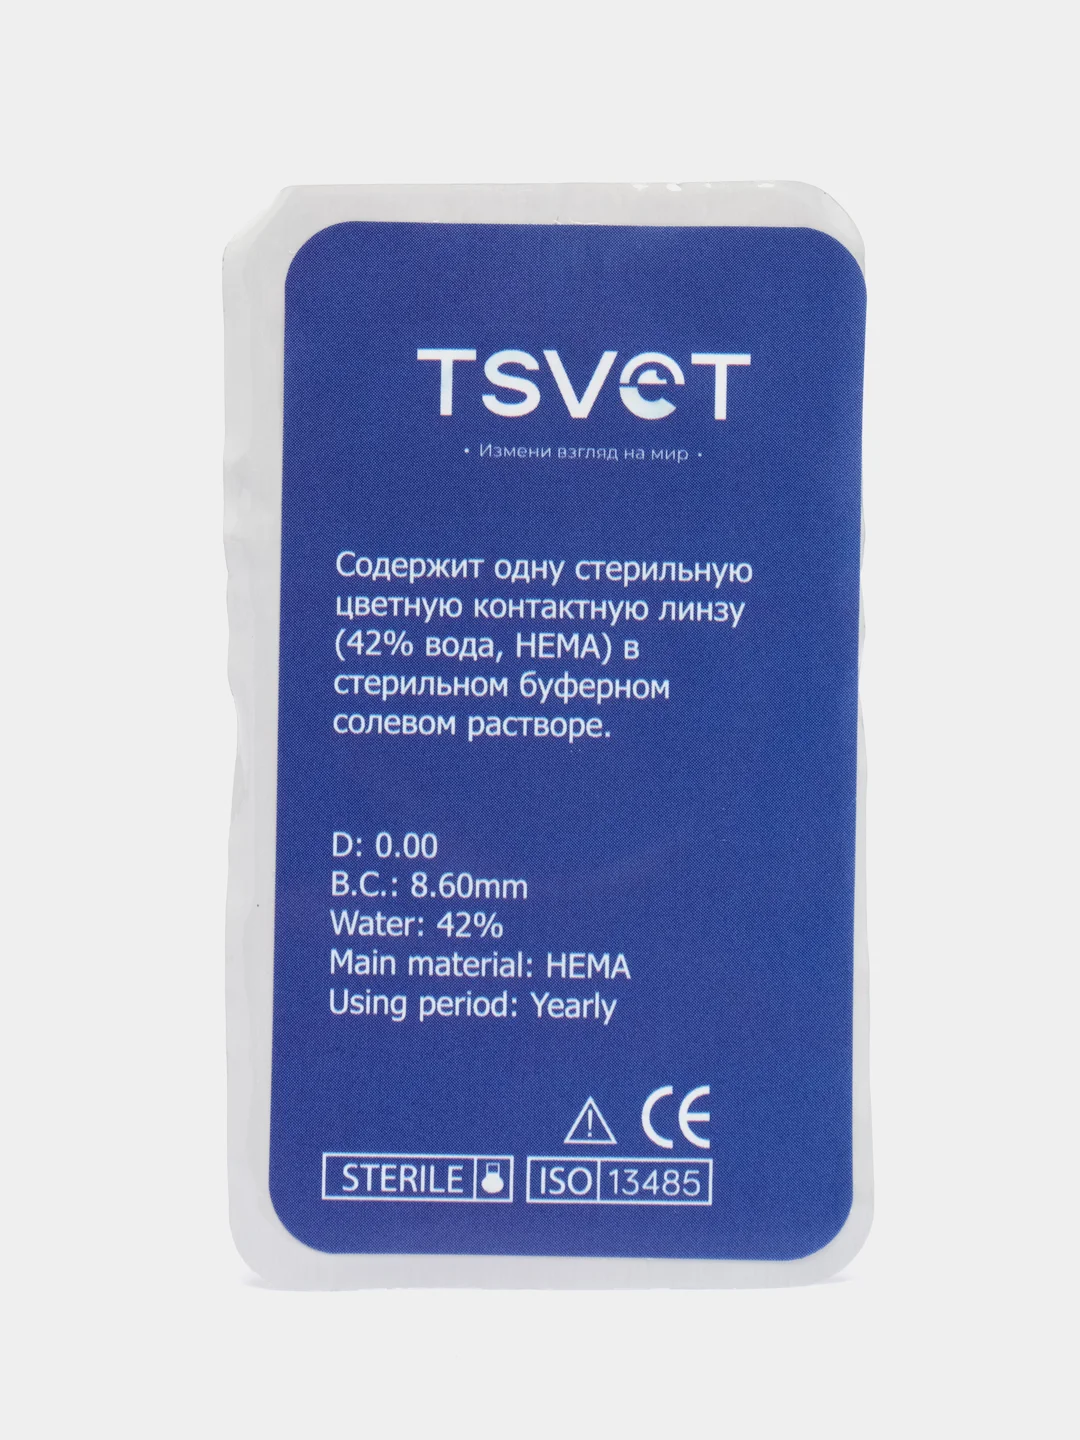 TSVET
• Измени взгляд на мир •
Содержит одну стерильную
цветную контактную линзу
(42% вода, HEMA) в
стерильном буферном
солевом растворе.
D: 0.00
B.C.: 8.60mm
Water: 42%
Main material: HEMA
Using period: Yearly
CE
STERILE ISO 13485